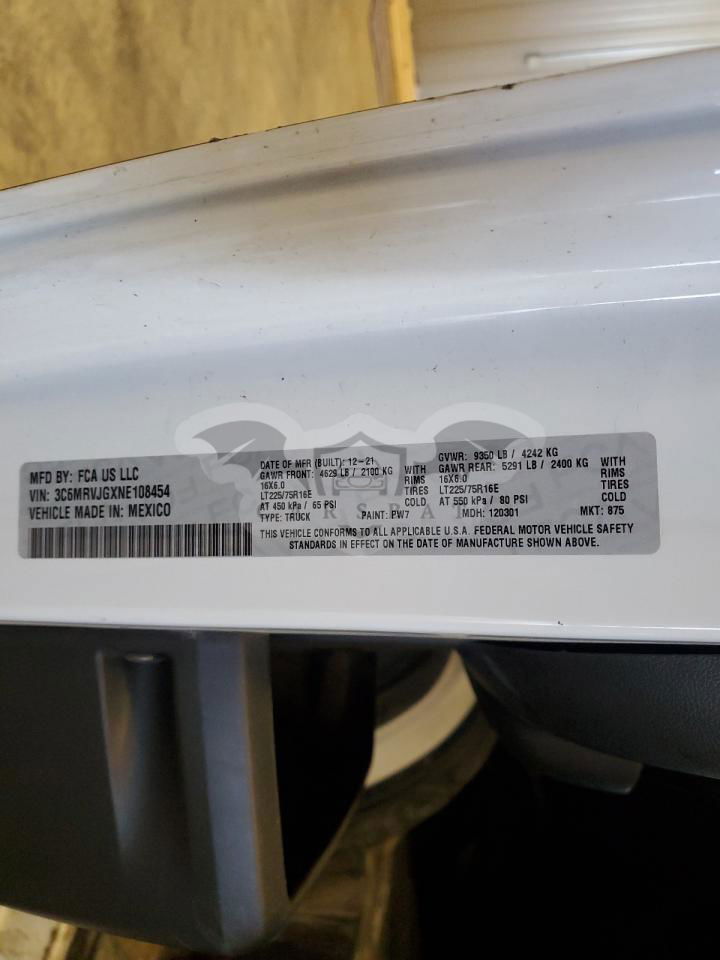 MFD BY: FCA US LLC
VIN: 3C6MRVJGXNE108454
VEHICLE MADE IN: MEXICO
DATE OF MFR (BUILT): 12-21
GAWR FRONT: 4629 LB / 2100 KG WITH
16X6.0 RIMS
LT225/75R16E TIRES
AT 450 kPa / 65 PSI COLD
TYPE: TRUCK PAINT: PW7
GVWR: 9350 LB / 4242 KG
GAWR REAR: 5291 LB / 2400 KG WITH
16X6.0 RIMS
LT225/75R16E TIRES
AT 550 kPa / 80 PSI COLD
MDH: 120301 MKT: 875
THIS VEHICLE CONFORMS TO ALL APPLICABLE U.S.A. FEDERAL MOTOR VEHICLE SAFETY
STANDARDS IN EFFECT ON THE DATE OF MANUFACTURE SHOWN ABOVE.